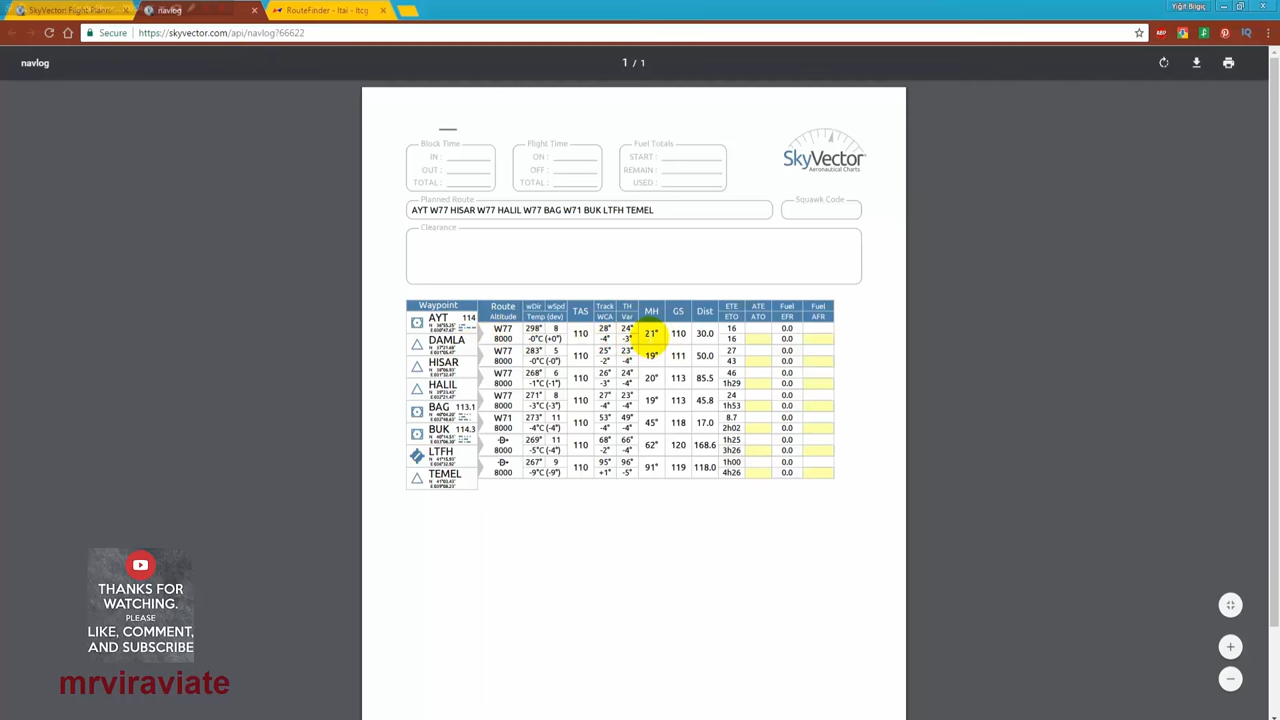 SkyVector: Flight Plannin
navlog
RouteFinder - ltai - ltcg
Yiğit Bilgiç
Secure https://skyvector.com/api/navlog?66622
navlog
1 / 1
Block Time
IN :
OUT :
TOTAL :
Flight Time
ON :
OFF :
TOTAL :
Fuel Totals
START :
REMAIN :
USED :
SkyVector
Aeronautical Charts
Planned Route
AYT W77 HISAR W77 HALIL W77 BAG W71 BUK LTFH TEMEL
Squawk Code
Clearance
Waypoint Route wDir wSpd TAS Track TH MH GS Dist ETE ATE Fuel Fuel
Altitude Temp (dev) WCA Var ETO ATO EFR AFR
AYT 114
W77 298° 8 110 28° 24° 21° 110 30.0 16 0.0
8000 -0°C (+0°) -4° -3° 16 0.0
DAMLA
W77 283° 5 110 25° 23° 19° 111 50.0 27 0.0
8000 -0°C (-0°) -2° -4° 43 0.0
HISAR
W77 268° 6 110 26° 24° 20° 113 85.5 46 0.0
8000 -1°C (-1°) -3° -4° 1h29 0.0
HALIL
W77 271° 8 110 27° 23° 19° 113 45.8 24 0.0
8000 -3°C (-3°) -4° -4° 1h53 0.0
BAG 113.1
W71 273° 11 110 53° 49° 45° 118 17.0 8.7 0.0
8000 -4°C (-4°) -4° -4° 2h02 0.0
BUK 114.3
-D- 269° 11 110 68° 66° 62° 120 168.6 1h25 0.0
8000 -5°C (-4°) -2° -4° 3h26 0.0
LTFH
-D- 267° 9 110 95° 96° 91° 119 118.0 1h00 0.0
8000 -9°C (-9°) +1° -5° 4h26 0.0
TEMEL
THANKS FOR
WATCHING.
PLEASE
LIKE, COMMENT,
AND SUBSCRIBE
mrviraviate